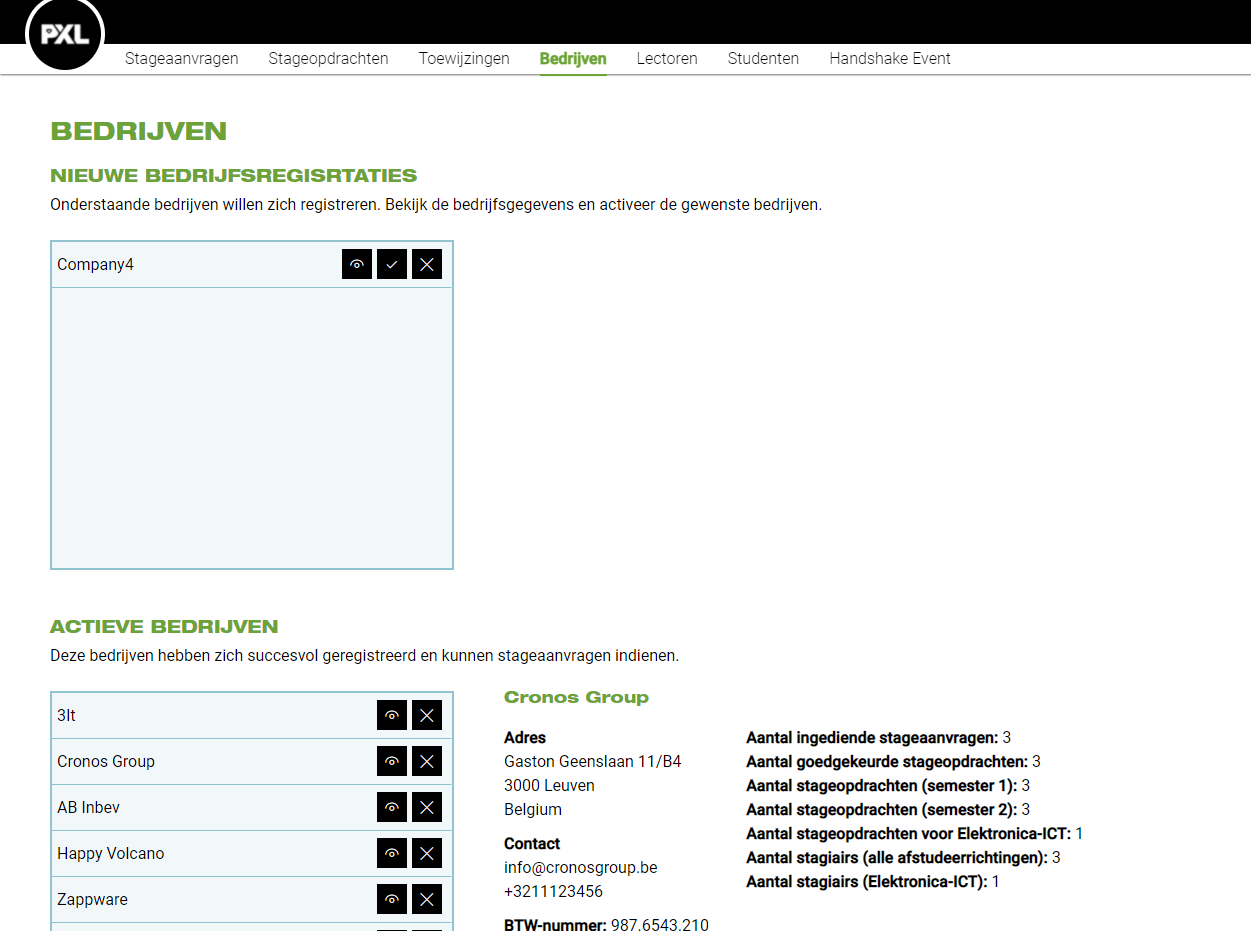 PXL
Stageaanvragen Stageopdrachten Toewijzingen Bedrijven Lectoren Studenten Handshake Event
BEDRIJVEN
NIEUWE BEDRIJFSREGISRTATIES
Onderstaande bedrijven willen zich registreren. Bekijk de bedrijfsgegevens en activeer de gewenste bedrijven.
Company4
ACTIEVE BEDRIJVEN
Deze bedrijven hebben zich succesvol geregistreerd en kunnen stageaanvragen indienen.
3It
Cronos Group
AB Inbev
Happy Volcano
Zappware
Cronos Group
Adres
Gaston Geenslaan 11/B4
3000 Leuven
Belgium
Contact
info@cronosgroup.be
+3211123456
BTW-nummer: 987.6543.210
Aantal ingediende stageaanvragen: 3
Aantal goedgekeurde stageopdrachten: 3
Aantal stageopdrachten (semester 1): 3
Aantal stageopdrachten (semester 2): 3
Aantal stageopdrachten voor Elektronica-ICT: 1
Aantal stagiairs (alle afstudeerrichtingen): 3
Aantal stagiairs (Elektronica-ICT): 1